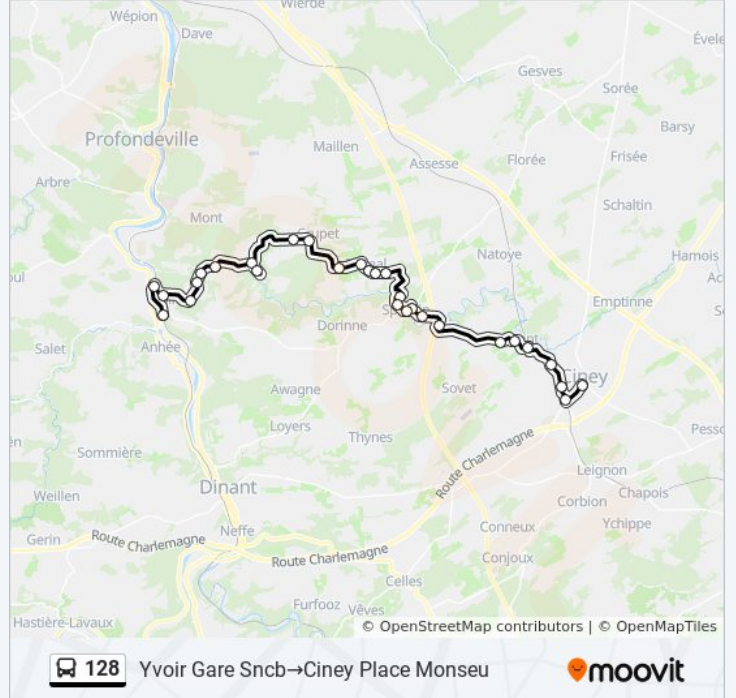 Wierde
Wépion
Dave
Gesves
Sorée
Profondeville
Barsy
Maillen
Assesse
Florée
Frisée
Arbre
Schaltin
Mont
Natoye
Hamois
Emptinne
Dorinne
Anhée
Salet
Ciney
Awagne
Sovet
Loyers
Thynes
Sommière
Route Charlemagne
Leignon
Dinant
Chapois
Weillen
Corbion
Ychippe
Neffe
Conneux
Gerin
Route Charlemagne
Route Charlemagne
Conjoux
Celles
Furfooz
Vêves
Hastière-Lavaux
© OpenStreetMap contributors | © OpenMapTiles
128 Yvoir Gare Sncb→Ciney Place Monseu
moovit